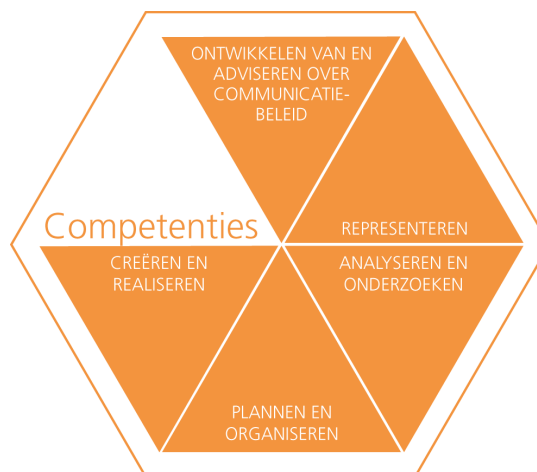 ONTWIKKELEN VAN EN
ADVISEREN OVER
COMMUNICATIE-
BELEID
Competenties
REPRESENTEREN
CREËREN EN
REALISEREN
ANALYSEREN EN
ONDERZOEKEN
PLANNEN EN
ORGANISEREN